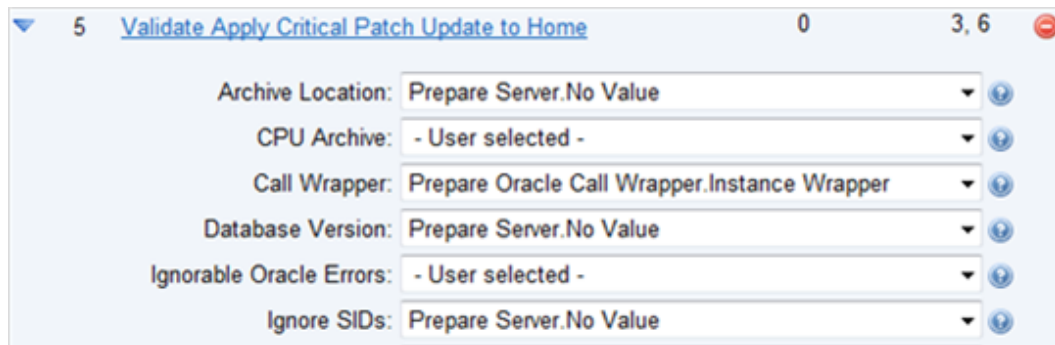 5 Validate Apply Critical Patch Update to Home 0 3, 6
Archive Location: Prepare Server.No Value
CPU Archive: - User selected -
Call Wrapper: Prepare Oracle Call Wrapper.Instance Wrapper
Database Version: Prepare Server.No Value
Ignorable Oracle Errors: - User selected -
Ignore SIDs: Prepare Server.No Value